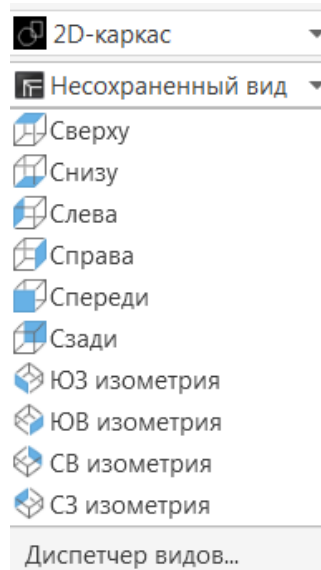 2D-каркас
Несохраненный вид
Сверху
Снизу
Слева
Справа
Спереди
Сзади
ЮЗ изометрия
ЮВ изометрия
СВ изометрия
СЗ изометрия
Диспетчер видов...